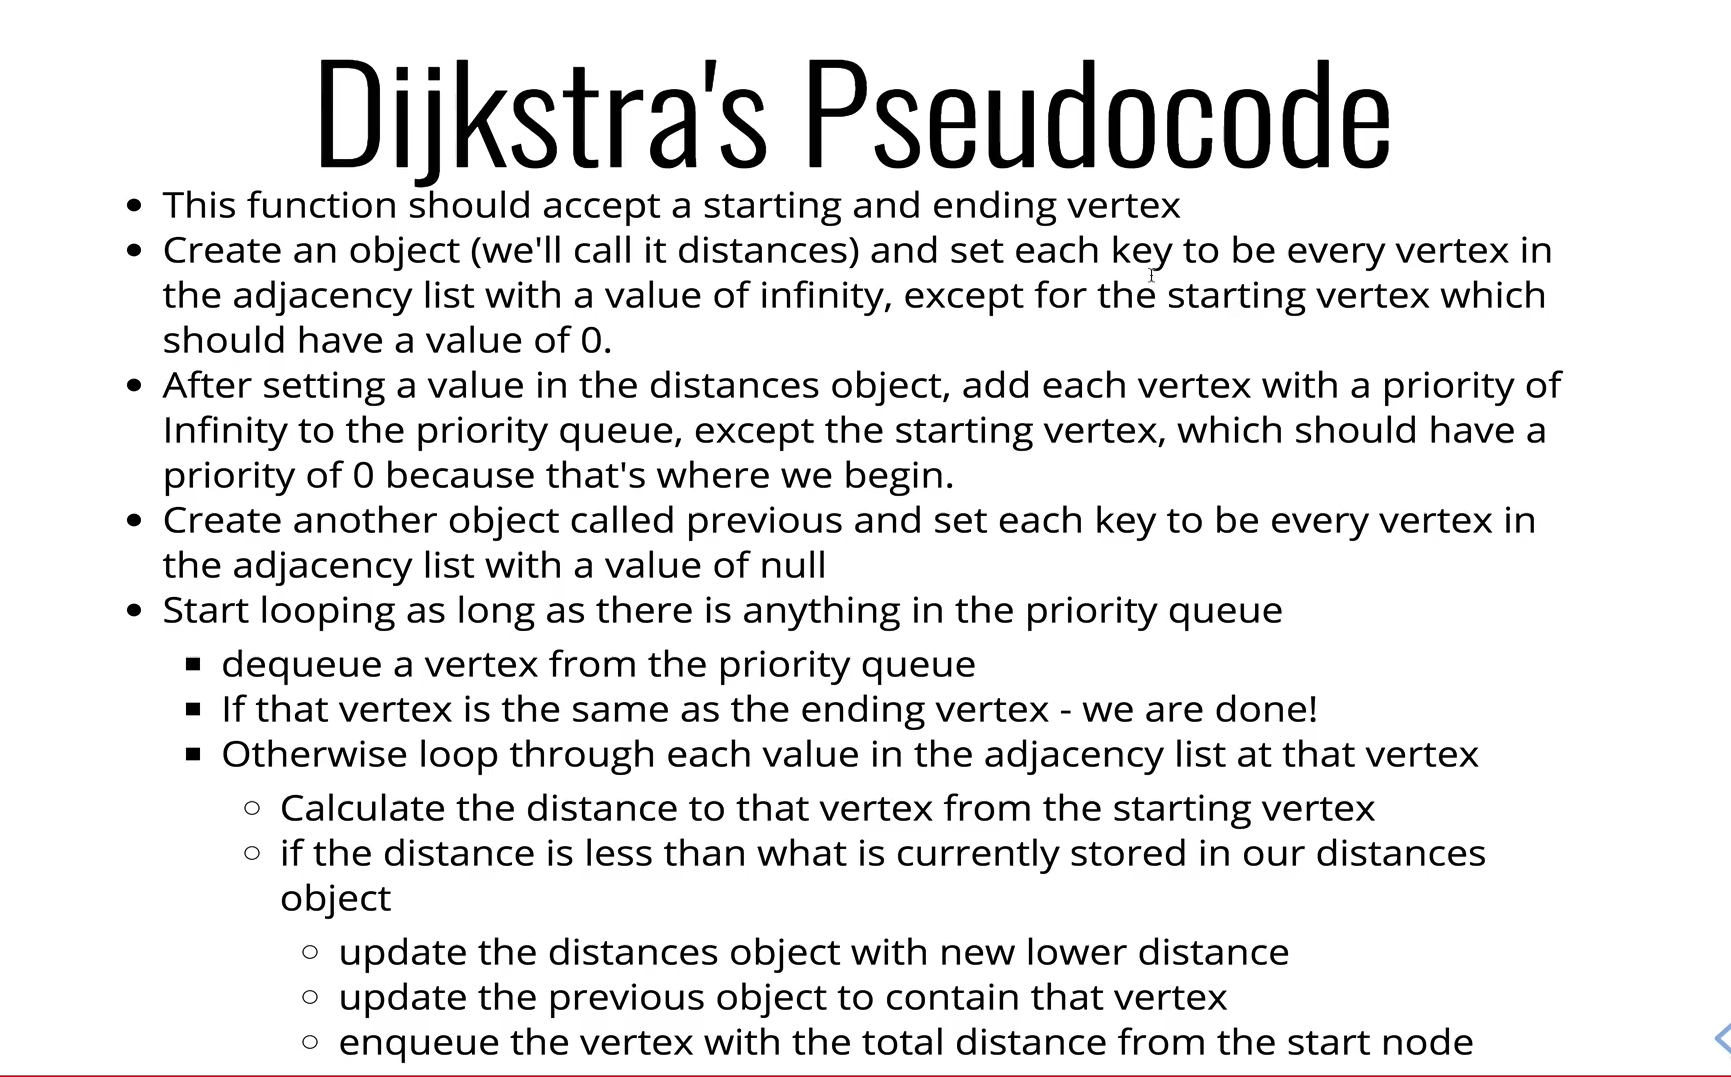 Dijkstra's Pseudocode
This function should accept a starting and ending vertex
Create an object (we'll call it distances) and set each key to be every vertex in
the adjacency list with a value of infinity, except for the starting vertex which
should have a value of 0.
After setting a value in the distances object, add each vertex with a priority of
Infinity to the priority queue, except the starting vertex, which should have a
priority of 0 because that's where we begin.
Create another object called previous and set each key to be every vertex in
the adjacency list with a value of null
Start looping as long as there is anything in the priority queue
dequeue a vertex from the priority queue
If that vertex is the same as the ending vertex - we are done!
Otherwise loop through each value in the adjacency list at that vertex
Calculate the distance to that vertex from the starting vertex
if the distance is less than what is currently stored in our distances
object
update the distances object with new lower distance
update the previous object to contain that vertex
enqueue the vertex with the total distance from the start node